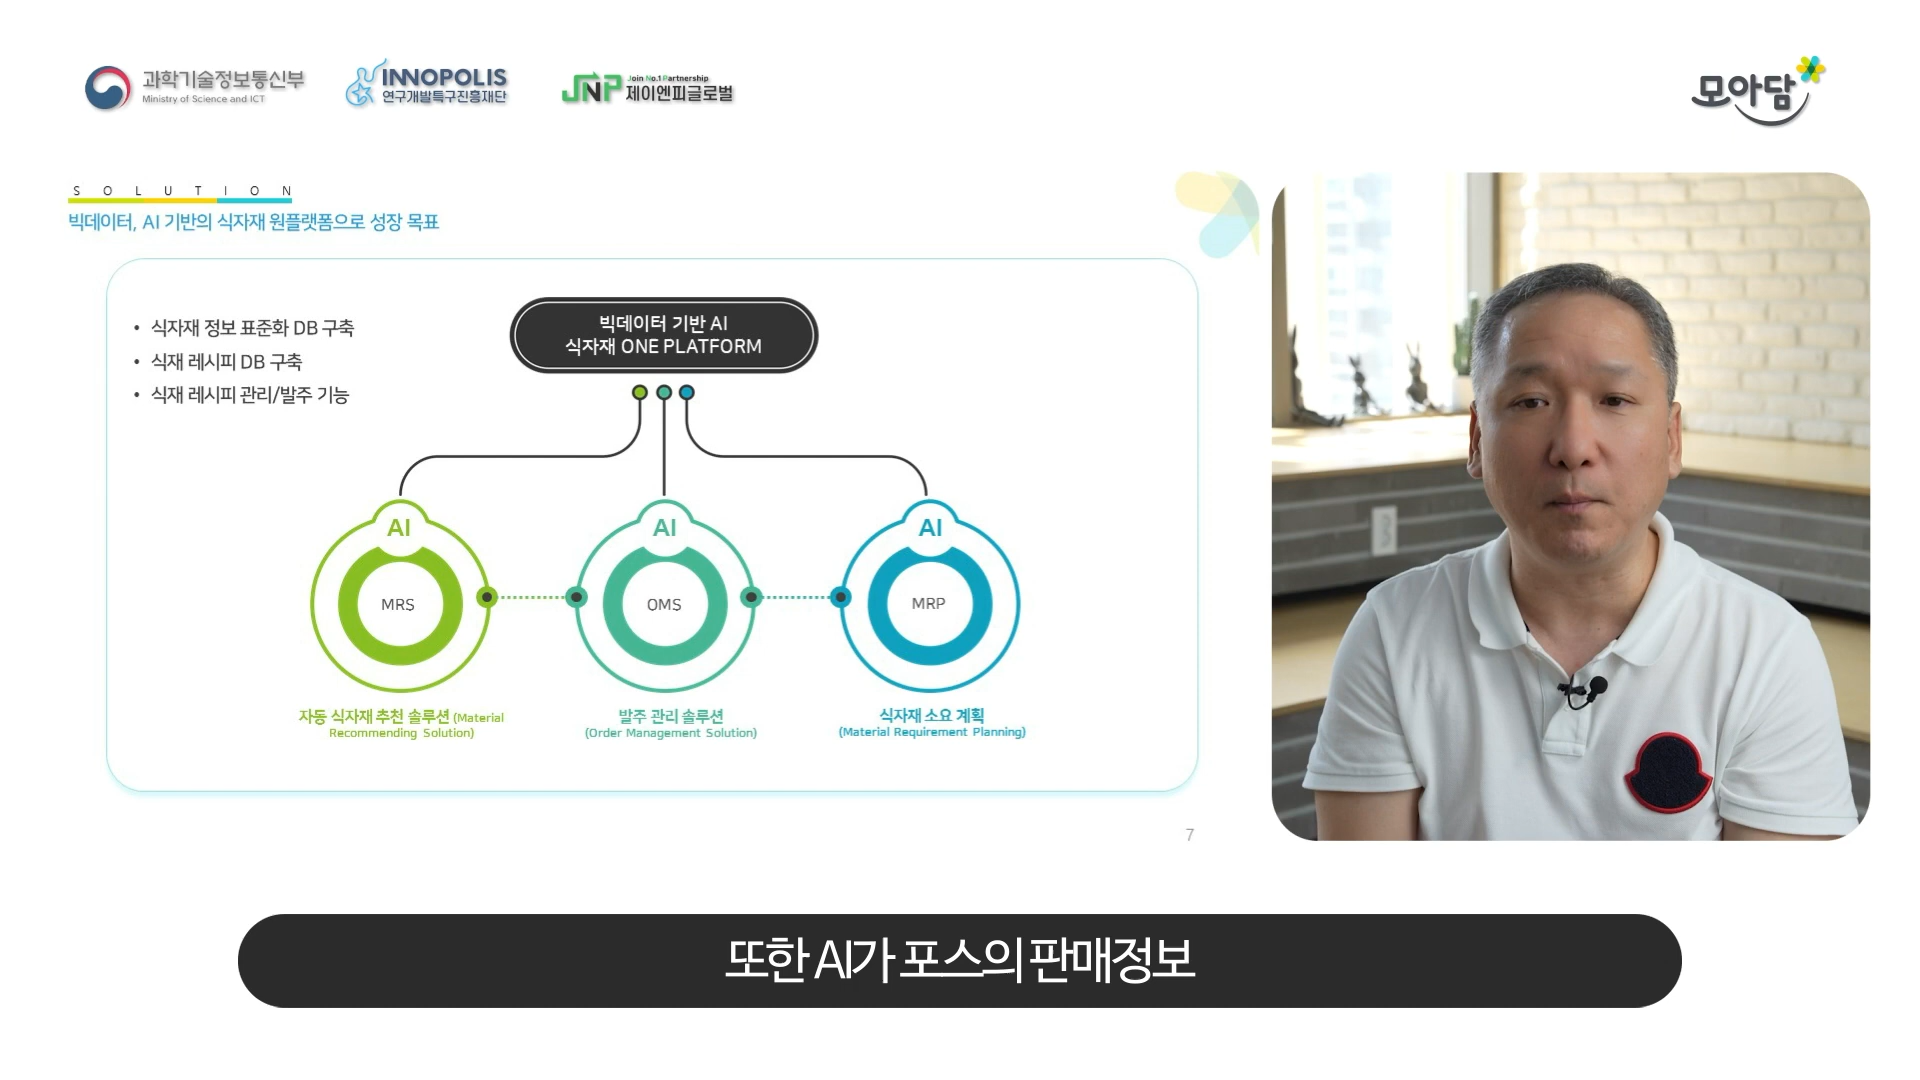 과학기술정보통신부
Ministry of Science and ICT
INNOPOLIS
연구개발특구진흥재단
JNP
Join No.1 Partnership
제이엔피글로벌
모아담
SOLUTION
빅데이터, AI 기반의 식자재 원플랫폼으로 성장 목표
• 식자재 정보 표준화 DB 구축
• 식재 레시피 DB 구축
• 식재 레시피 관리/발주 기능
빅데이터 기반 AI
식자재 ONE PLATFORM
AI
MRS
자동 식자재 추천 솔루션 (Material
Recommending Solution)
AI
OMS
발주 관리 솔루션
(Order Management Solution)
AI
MRP
식자재 소요 계획
(Material Requirement Planning)
7
또한 AI가 포스의 판매정보